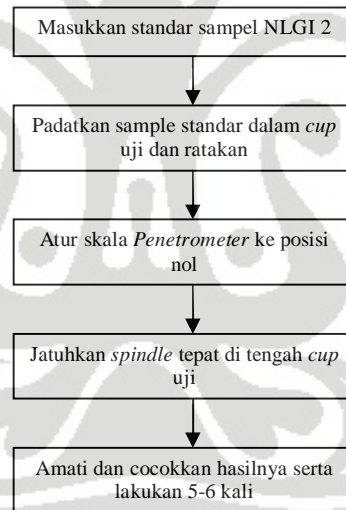 Masukkan standar sampel NLGI 2
Padatkan sample standar dalam cup
uji dan ratakan
Atur skala Penetrometer ke posisi
nol
Jatuhkan spindle tepat di tengah cup
uji
Amati dan cocokkan hasilnya serta
lakukan 5-6 kali